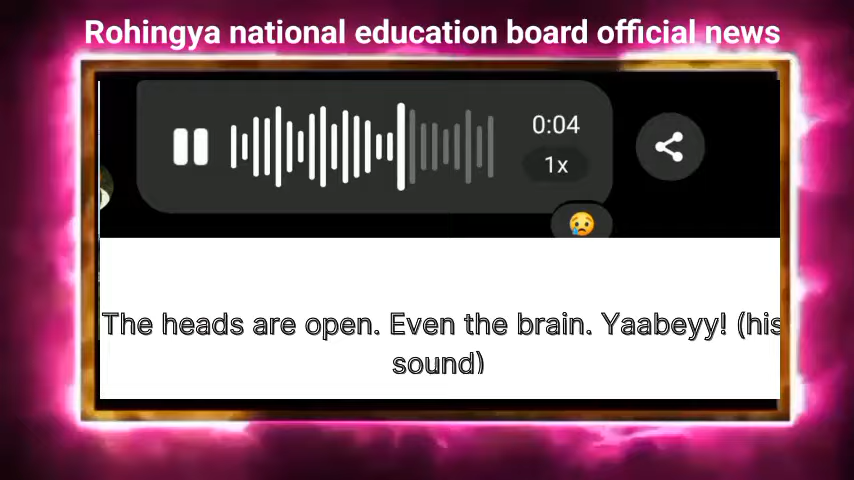 Rohingya national education board official news
0:04
1x
The heads are open. Even the brain. Yaabeyy! (his
sound)